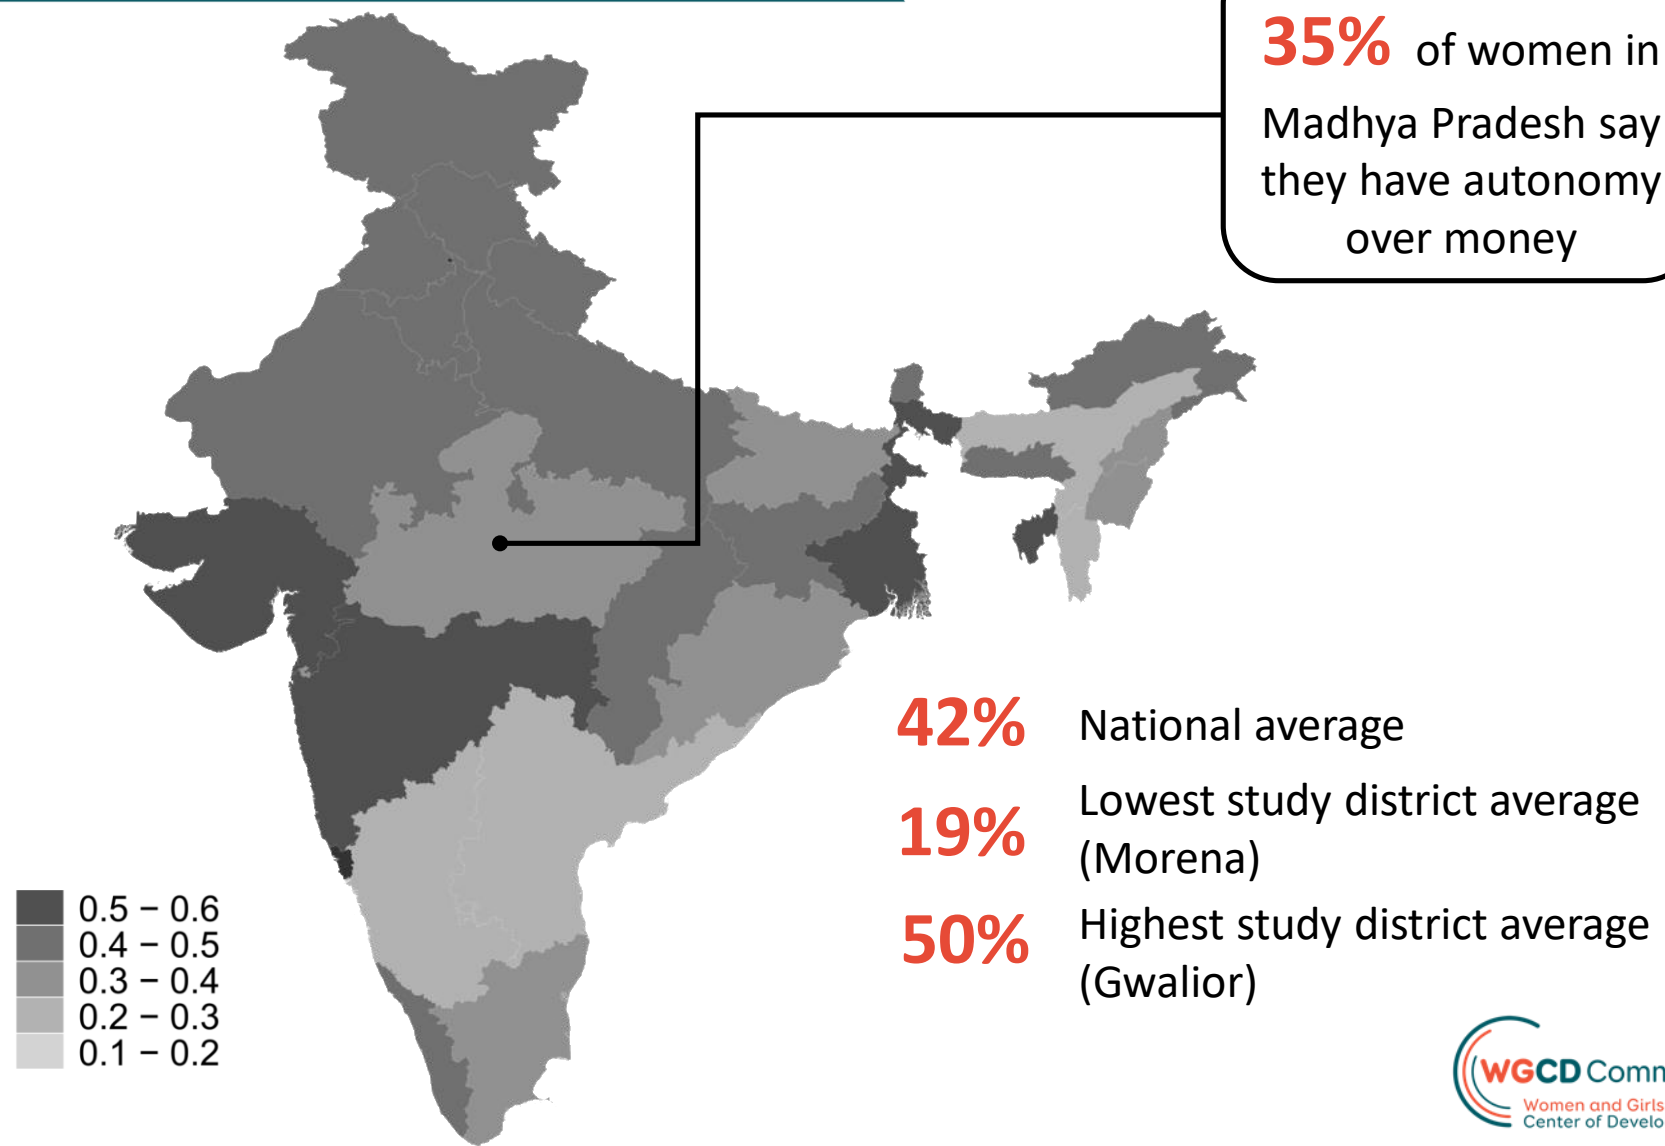 35% of women in
Madhya Pradesh say
they have autonomy
over money
42% National average
19% Lowest study district average
(Morena)
50% Highest study district average
(Gwalior)
0.5 – 0.6
0.4 – 0.5
0.3 – 0.4
0.2 – 0.3
0.1 – 0.2
WGCD Comm
Women and Girls
Center of Develo